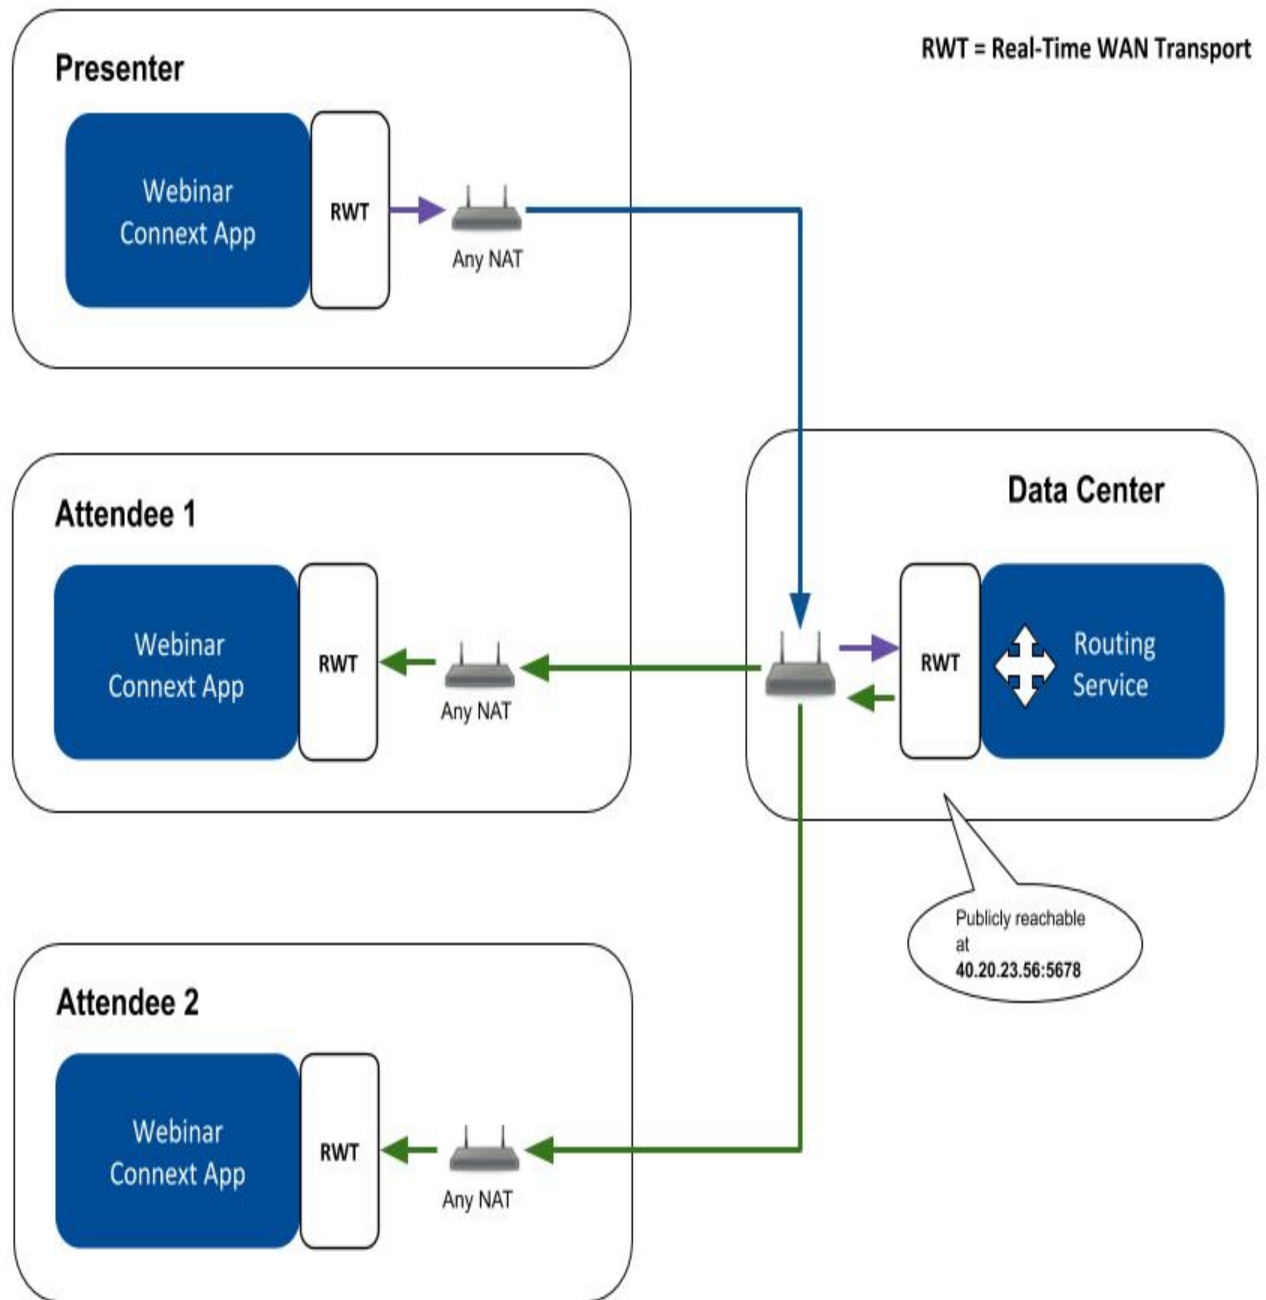 RWT = Real-Time WAN Transport
Presenter
Webinar
Connext App
RWT
Any NAT
Data Center
Attendee 1
Webinar
Connext App
RWT
Any NAT
RWT
Routing
Service
Publicly reachable
at
40.20.23.56:5678
Attendee 2
Webinar
Connext App
RWT
Any NAT